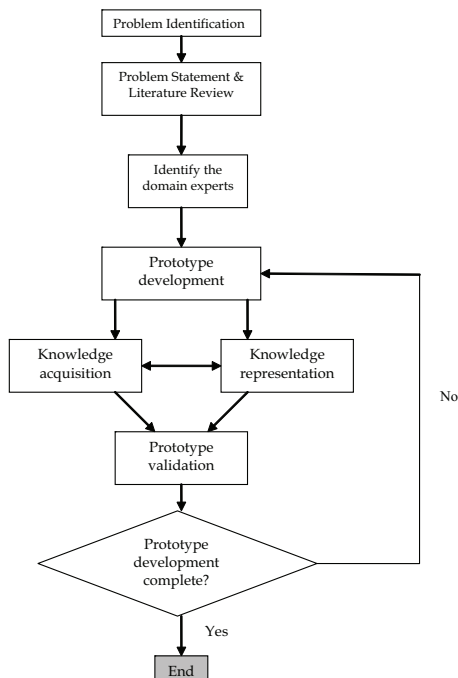 Problem Identification
Problem Statement &
Literature Review
Identify the
domain experts
Prototype
development
Knowledge
acquisition
Knowledge
representation
No
Prototype
validation
Prototype
development
complete?
Yes
End